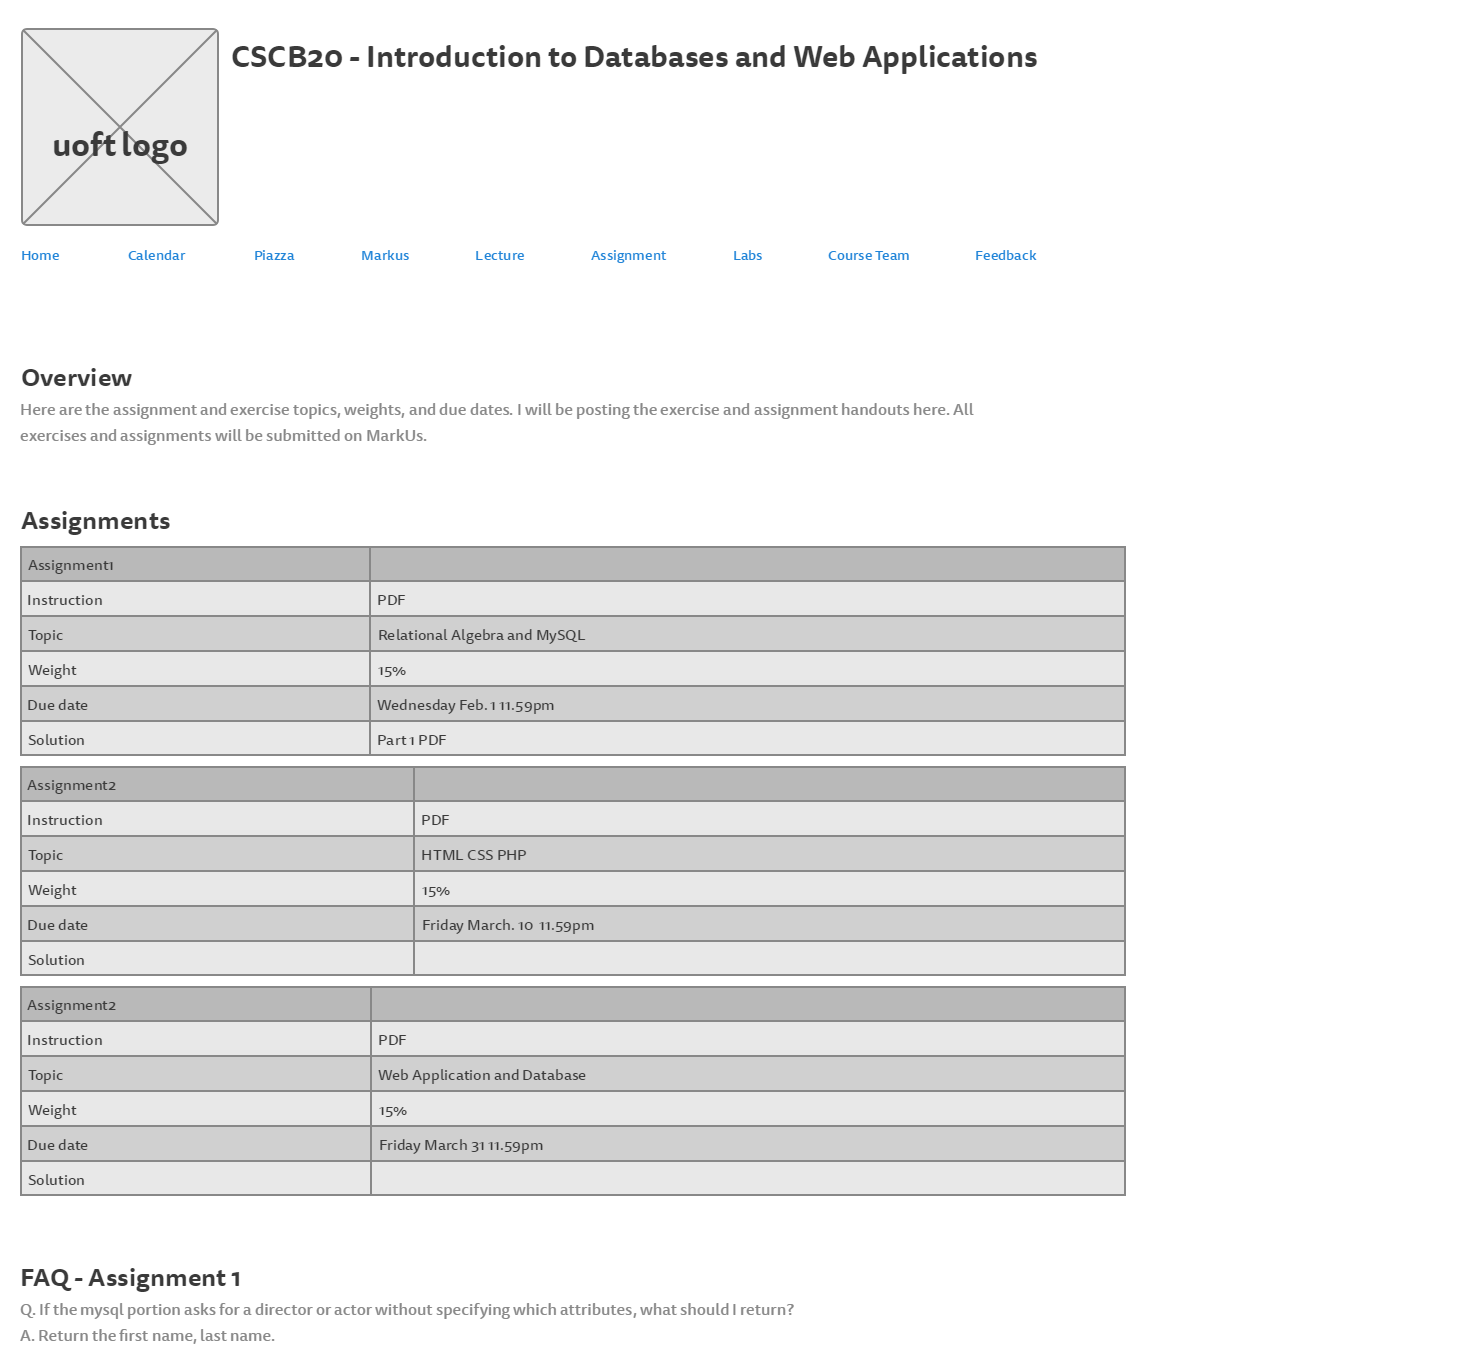 CSCB20 - Introduction to Databases and Web Applications
uoft logo
Home Calendar Piazza Markus Lecture Assignment Labs Course Team Feedback
Overview
Here are the assignment and exercise topics, weights, and due dates. I will be posting the exercise and assignment handouts here. All
exercises and assignments will be submitted on MarkUs.
Assignments
Assignment1
Instruction PDF
Topic Relational Algebra and MySQL
Weight 15%
Due date Wednesday Feb. 1 11.59pm
Solution Part 1 PDF
Assignment2
Instruction PDF
Topic HTML CSS PHP
Weight 15%
Due date Friday March. 10 11.59pm
Solution
Assignment2
Instruction PDF
Topic Web Application and Database
Weight 15%
Due date Friday March 31 11.59pm
Solution
FAQ - Assignment 1
Q. If the mysql portion asks for a director or actor without specifying which attributes, what should I return?
A. Return the first name, last name.